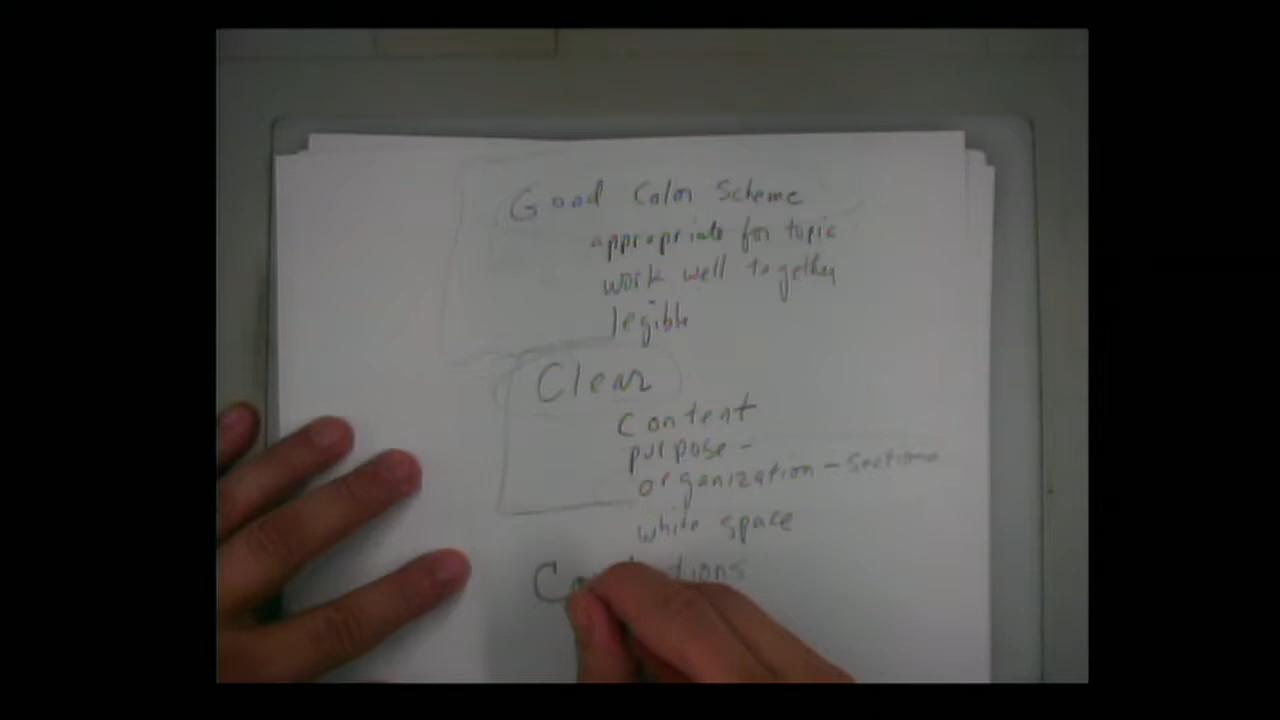 Good Color Scheme
appropriate for topic
work well together
legible
Clear
Content
purpose -
organization - sections
white space